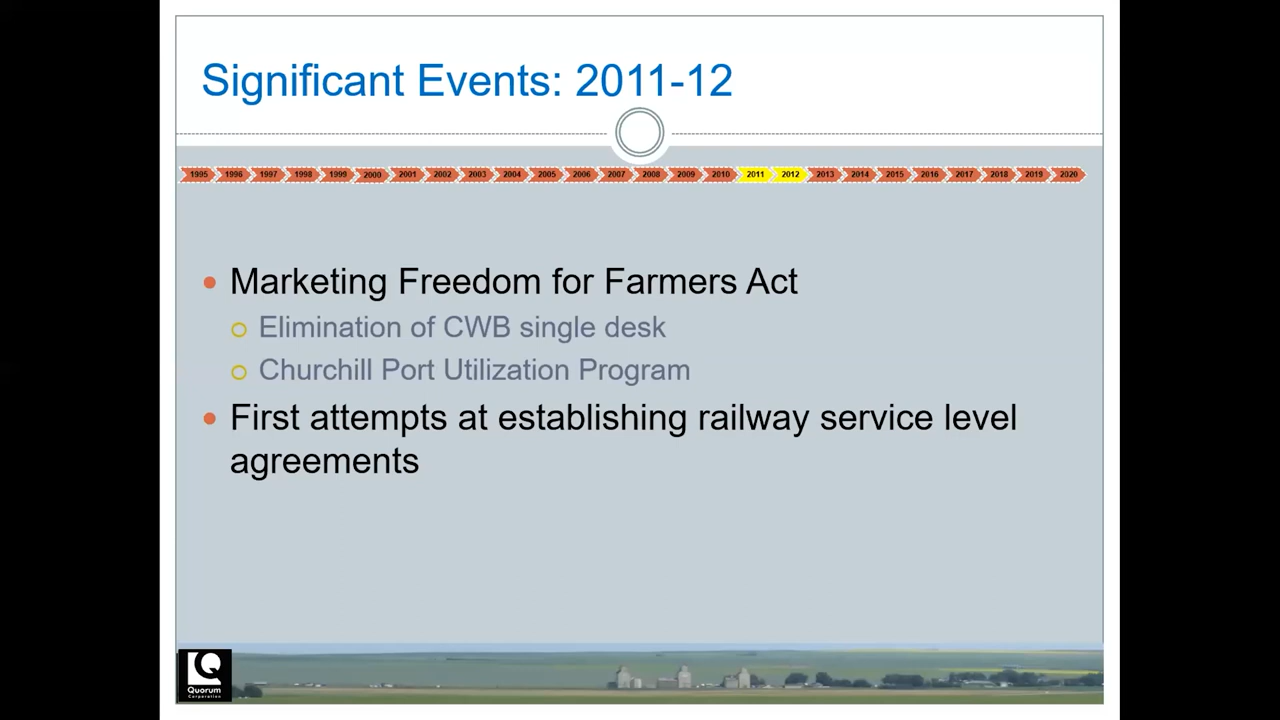 Significant Events: 2011-12
1995 1996 1997 1998 1999 2000 2001 2002 2003 2004 2005 2006 2007 2008 2009 2010 2011 2012 2013 2014 2015 2016 2017 2018 2019 2020
Marketing Freedom for Farmers Act
Elimination of CWB single desk
Churchill Port Utilization Program
First attempts at establishing railway service level
agreements
Quorum
Corporation